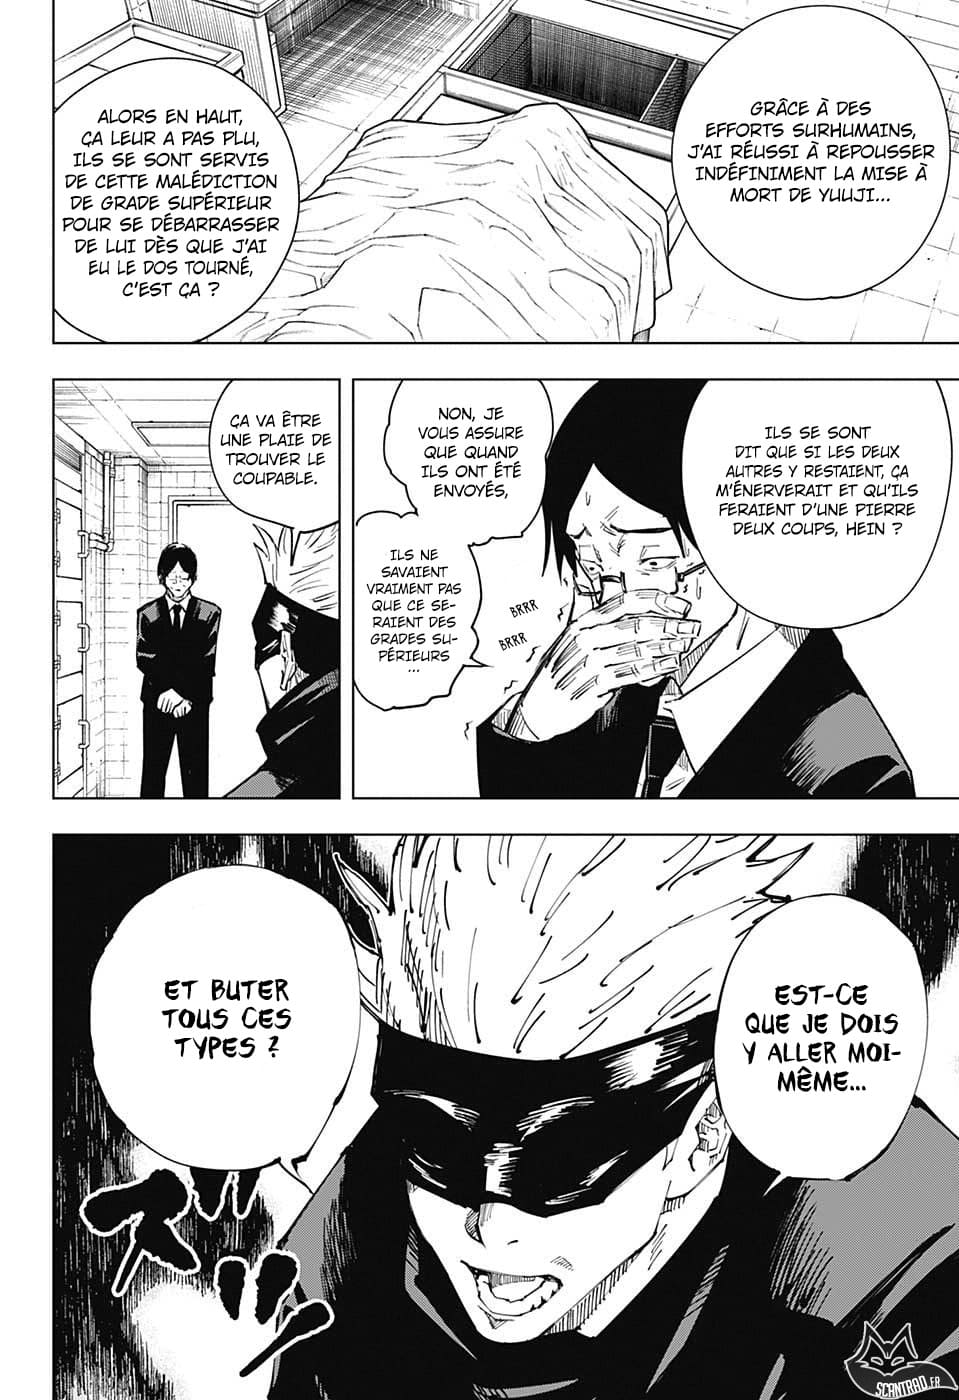 GRÂCE À DES
EFFORTS SURHUMAINS,
J'AI RÉUSSI À REPOUSSER
INDÉFINIMENT LA MISE À
MORT DE YUUJI...
ALORS EN HAUT,
ÇA LEUR A PAS PLU,
ILS SE SONT SERVIS
DE CETTE MALÉDICTION
DE GRADE SUPÉRIEUR
POUR SE DÉBARRASSER
DE LUI DÈS QUE J'AI
EU LE DOS TOURNÉ,
C'EST ÇA ?
ILS SE SONT
DIT QUE SI LES DEUX
AUTRES Y RESTAIENT, ÇA
M'ÉNERVERAIT ET QU'ILS
FERAIENT D'UNE PIERRE
DEUX COUPS, HEIN ?
NON, JE
VOUS ASSURE
QUE QUAND
ILS ONT ÉTÉ
ENVOYÉS,
ILS NE
SAVAIENT
VRAIMENT PAS
QUE CE SE-
RAIENT DES
GRADES SU-
PÉRIEURS
...
BRRR
BRRR
ÇA VA ÊTRE
UNE PLAIE DE
TROUVER LE
COUPABLE.
EST-CE
QUE JE DOIS
Y ALLER MOI-
MÊME...
ET BUTER
TOUS CES
TYPES ?
ズズッ
SCANTRAD.FR